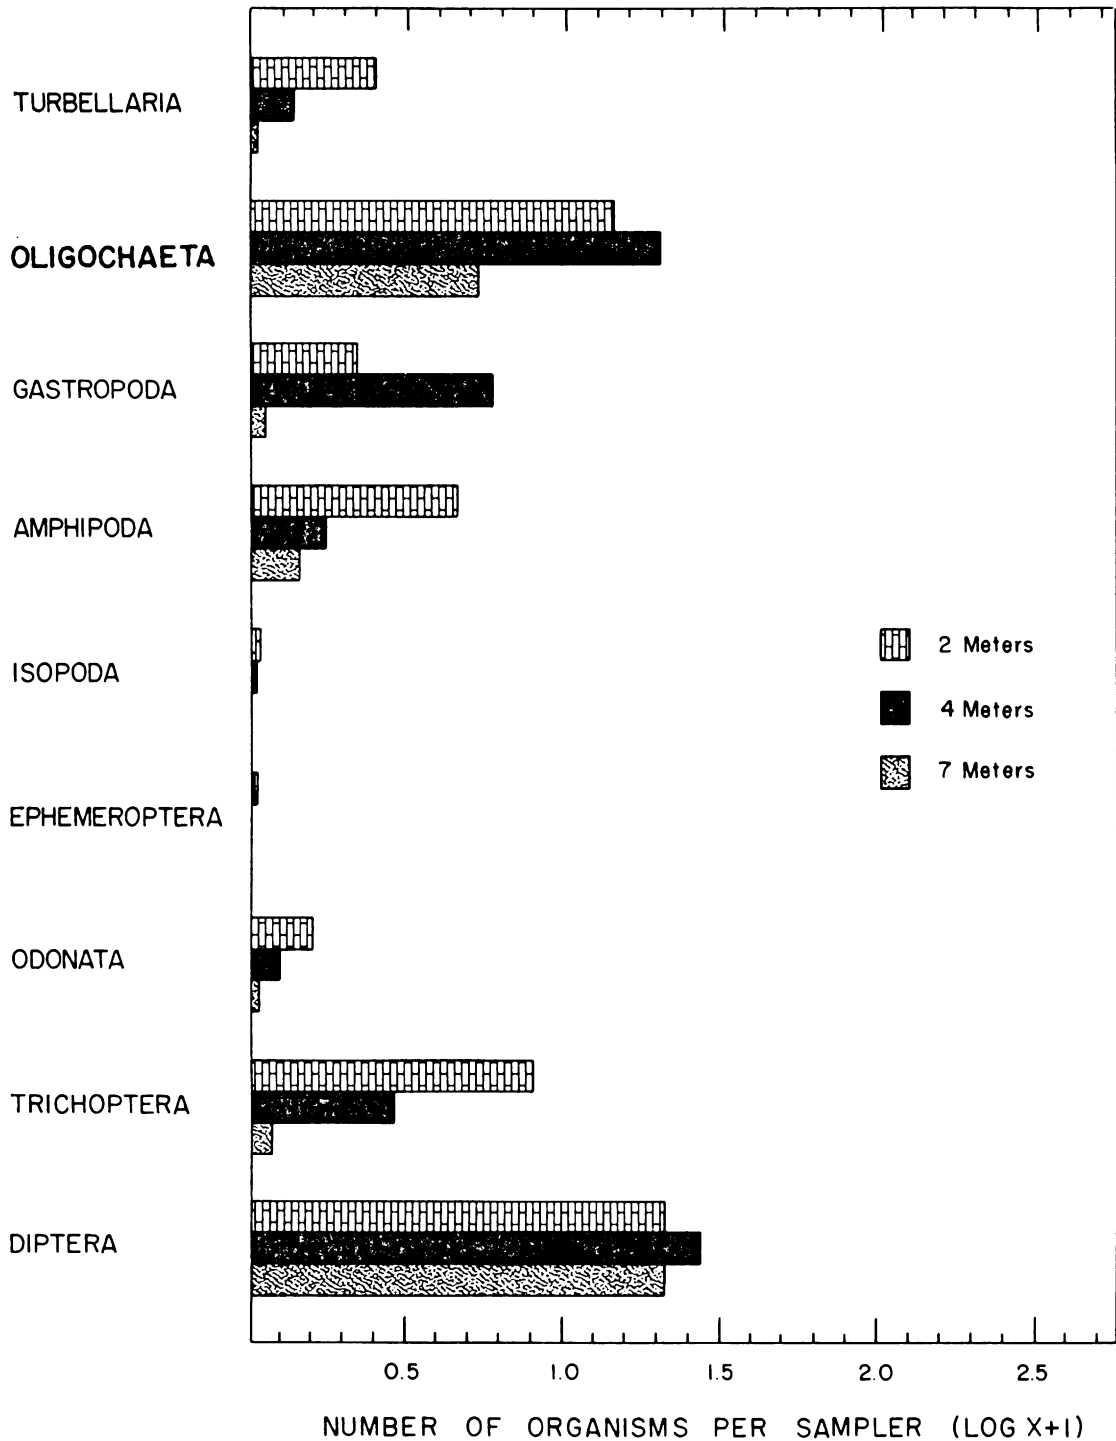 TURBELLARIA
OLIGOCHAETA
GASTROPODA
AMPHIPODA
ISOPODA
EPHEMEROPTERA
ODONATA
TRICHOPTERA
DIPTERA
2 Meters
4 Meters
7 Meters
0.5 1.0 1.5 2.0 2.5
NUMBER OF ORGANISMS PER SAMPLER (LOG X+1)